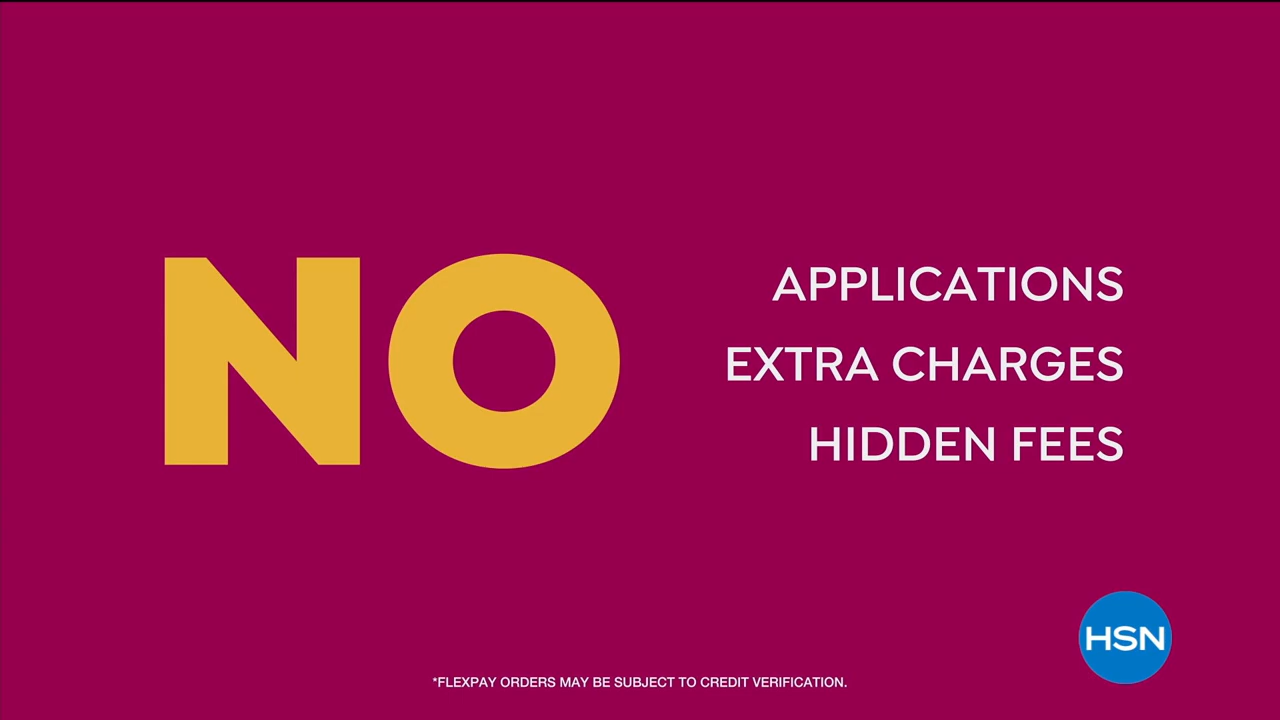 NO
APPLICATIONS
EXTRA CHARGES
HIDDEN FEES
HSN
*FLEXPAY ORDERS MAY BE SUBJECT TO CREDIT VERIFICATION.